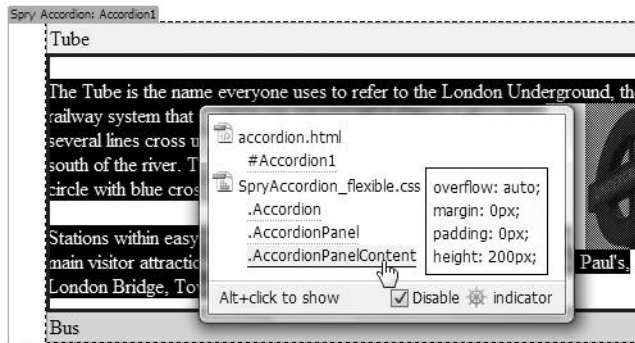 Spry Accordion: Accordion1
Tube
The Tube is the name everyone uses to refer to the London Underground, th
railway system that
several lines cross u
south of the river. T
circle with blue cros
accordion.html
#Accordion1
SpryAccordion_flexible.css
.Accordion
.AccordionPanel
.AccordionPanelContent
overflow: auto;
margin: 0px;
padding: 0px;
height: 200px;
Stations within easy
main visitor attractio
Paul's,
London Bridge, To
Alt+click to show
Disable
indicator
Bus